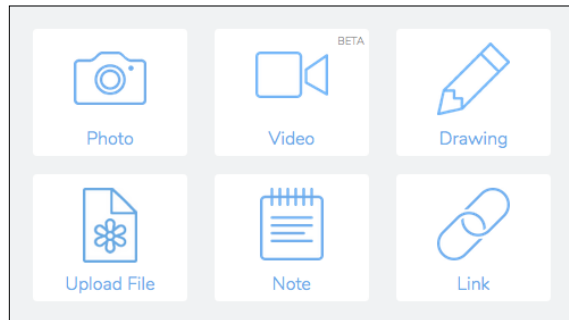 BETA
Photo
Video
Drawing
Upload File
Note
Link